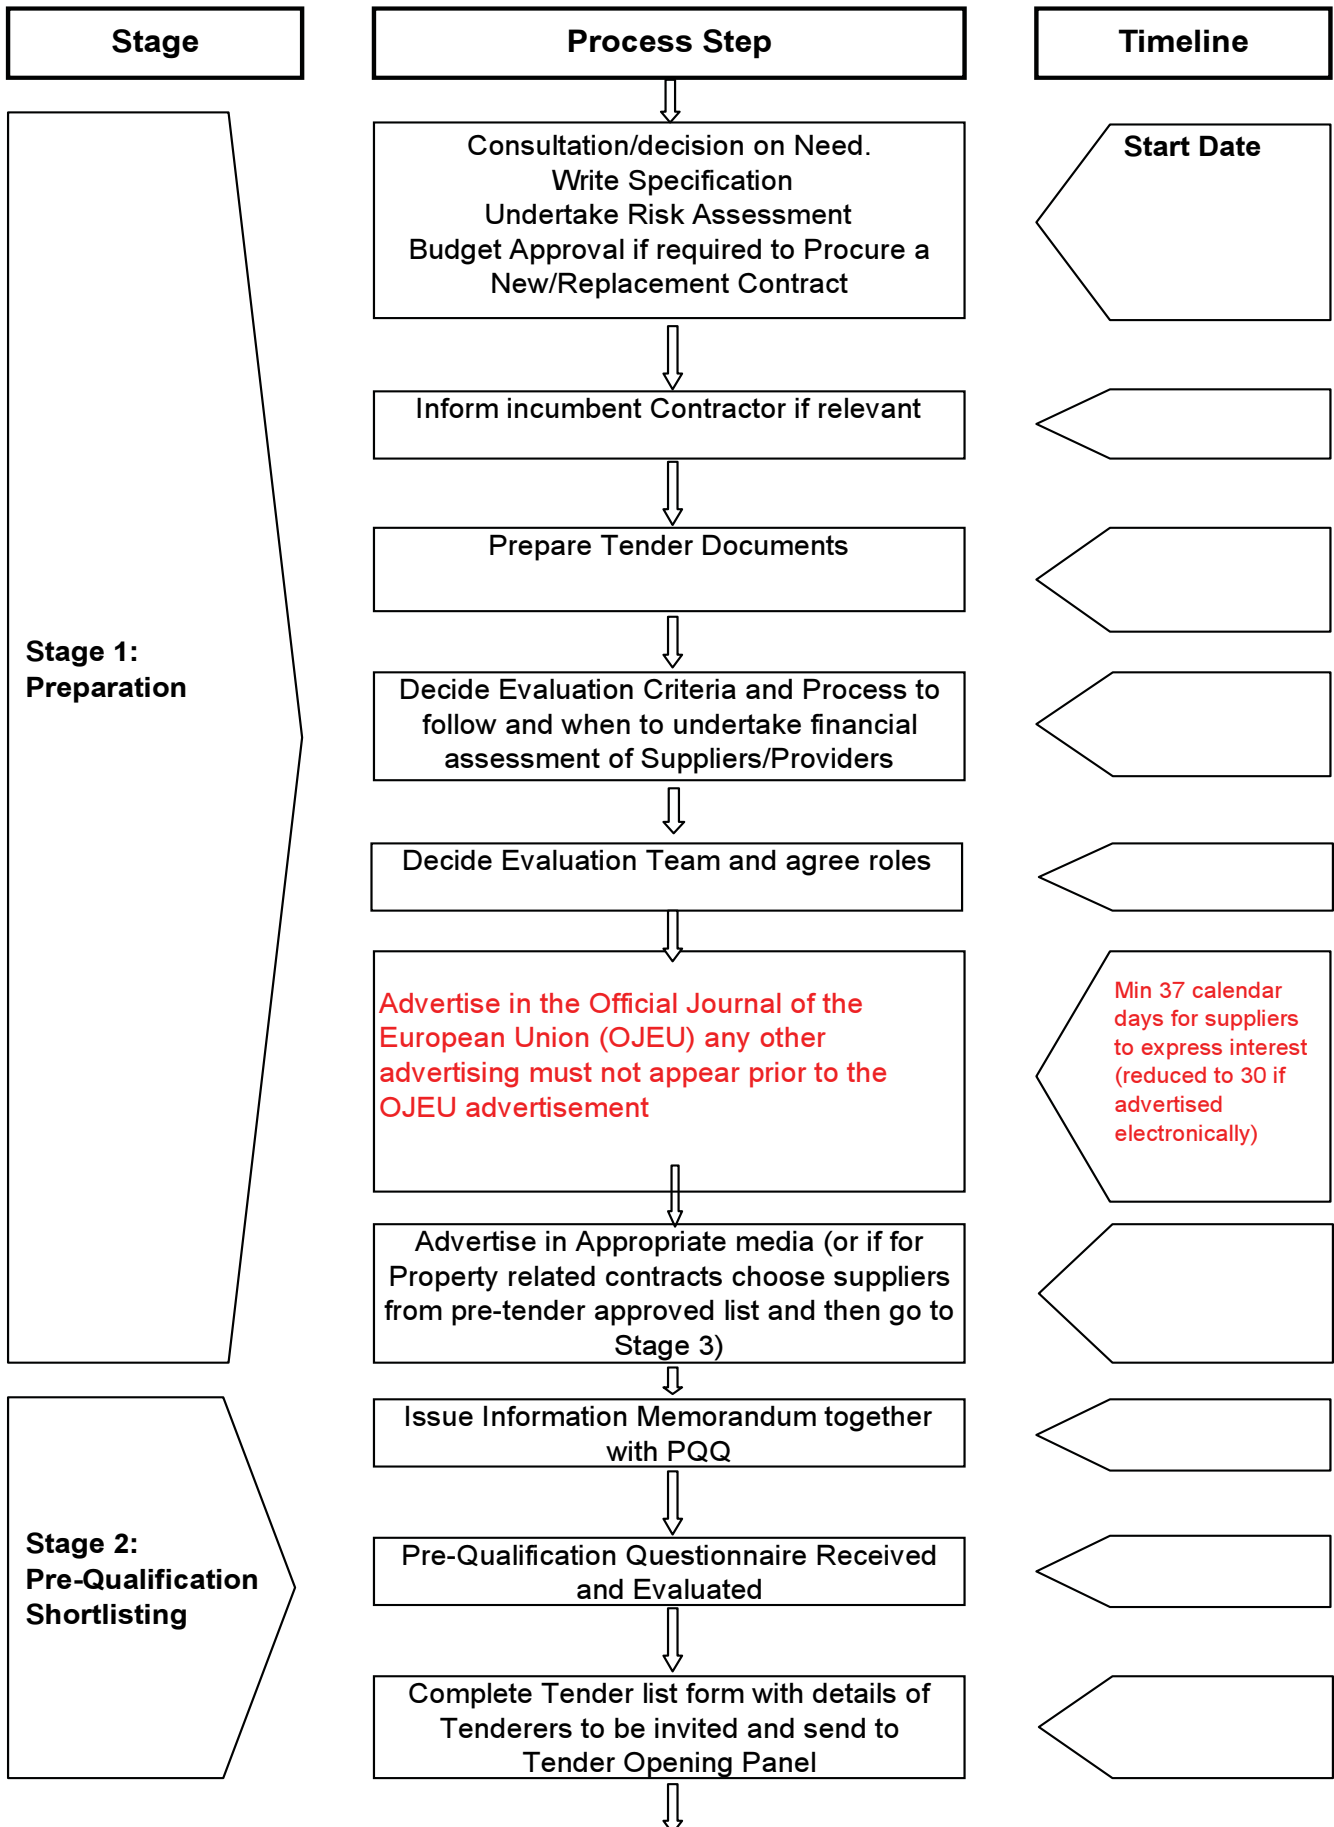 Stage
Process Step
Timeline
Consultation/decision on Need.
Write Specification
Undertake Risk Assessment
Budget Approval if required to Procure a
New/Replacement Contract
Start Date
Inform incumbent Contractor if relevant
Prepare Tender Documents
Stage 1:
Preparation
Decide Evaluation Criteria and Process to
follow and when to undertake financial
assessment of Suppliers/Providers
Decide Evaluation Team and agree roles
Advertise in the Official Journal of the
European Union (OJEU) any other
advertising must not appear prior to the
OJEU advertisement
Min 37 calendar
days for suppliers
to express interest
(reduced to 30 if
advertised
electronically)
Advertise in Appropriate media (or if for
Property related contracts choose suppliers
from pre-tender approved list and then go to
Stage 3)
Issue Information Memorandum together
with PQQ
Stage 2:
Pre-Qualification
Shortlisting
Pre-Qualification Questionnaire Received
and Evaluated
Complete Tender list form with details of
Tenderers to be invited and send to
Tender Opening Panel